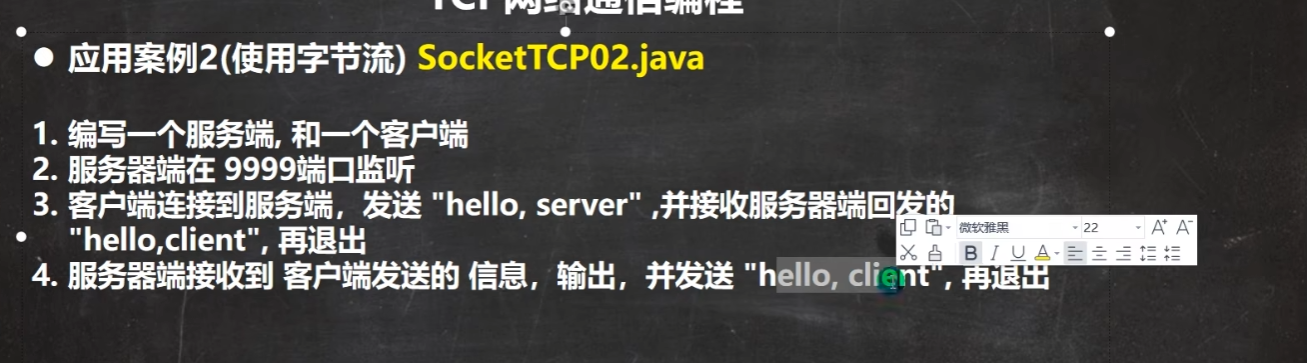 TCP网络通信编程
● 应用案例2(使用字节流) SocketTCP02.java
1. 编写一个服务端, 和一个客户端
2. 服务器端在 9999端口监听
3. 客户端连接到服务端，发送 "hello, server" ,并接收服务器端回发的
"hello,client", 再退出
微软雅黑 22 A+ A-
B I U A
4. 服务器端接收到 客户端发送的 信息，输出，并发送 "hello, client", 再退出